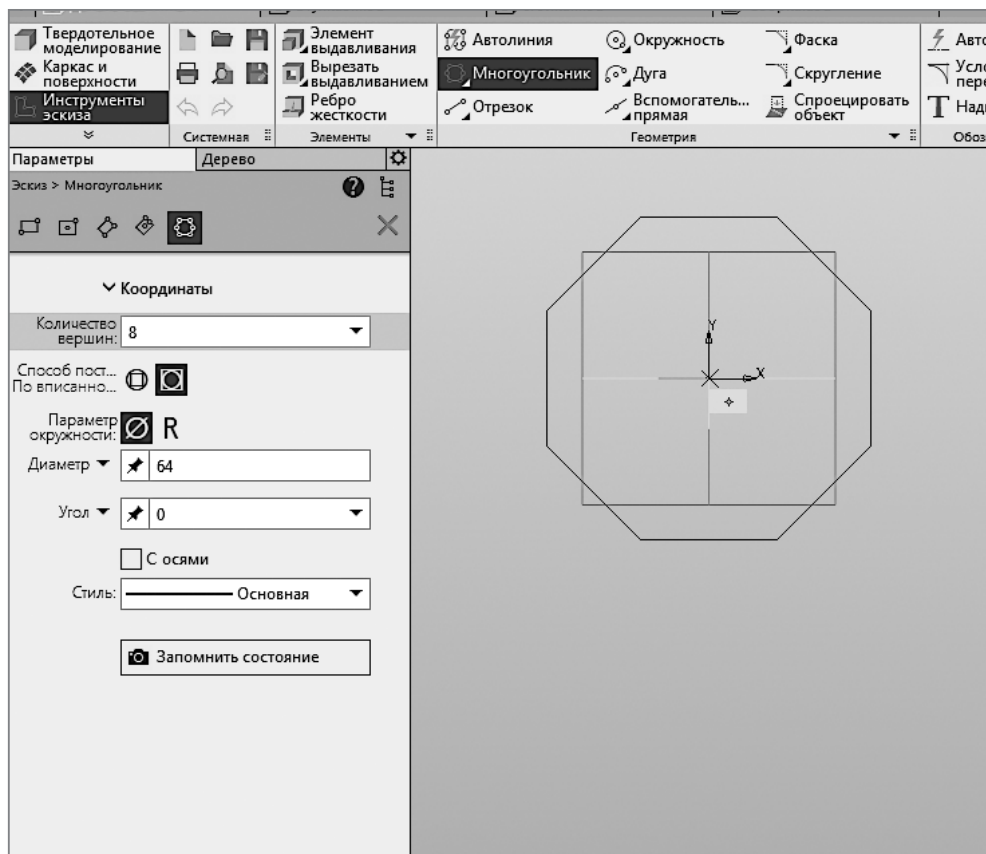 Твердотельное
моделирование
Каркас и
поверхности
Инструменты
эскиза
Системная
Элемент
выдавливания
Вырезать
выдавливанием
Ребро
жесткости
Элементы
Автолиния
Многоугольник
Отрезок
Окружность
Дуга
Вспомогатель...
прямая
Фаска
Скругление
Спроецировать
объект
Геометрия
Параметры
Дерево
Эскиз > Многоугольник
Координаты
Количество
вершин:
8
Способ пост...
По вписанно...
Параметр
окружности:
R
Диаметр
64
Угол
0
С осями
Стиль:
Основная
Запомнить состояние
Y
X